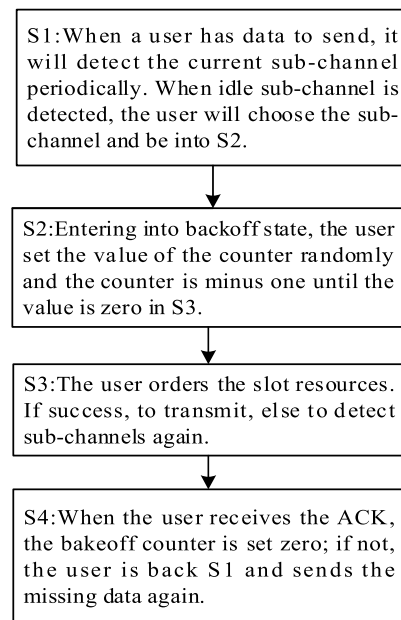 S1:When a user has data to send, it
will detect the current sub-channel
periodically. When idle sub-channel is
detected, the user will choose the sub-
channel and be into S2.
S2:Entering into backoff state, the user
set the value of the counter randomly
and the counter is minus one until the
value is zero in S3.
S3:The user orders the slot resources.
If success, to transmit, else to detect
sub-channels again.
S4:When the user receives the ACK,
the bakeoff counter is set zero; if not,
the user is back S1 and sends the
missing data again.